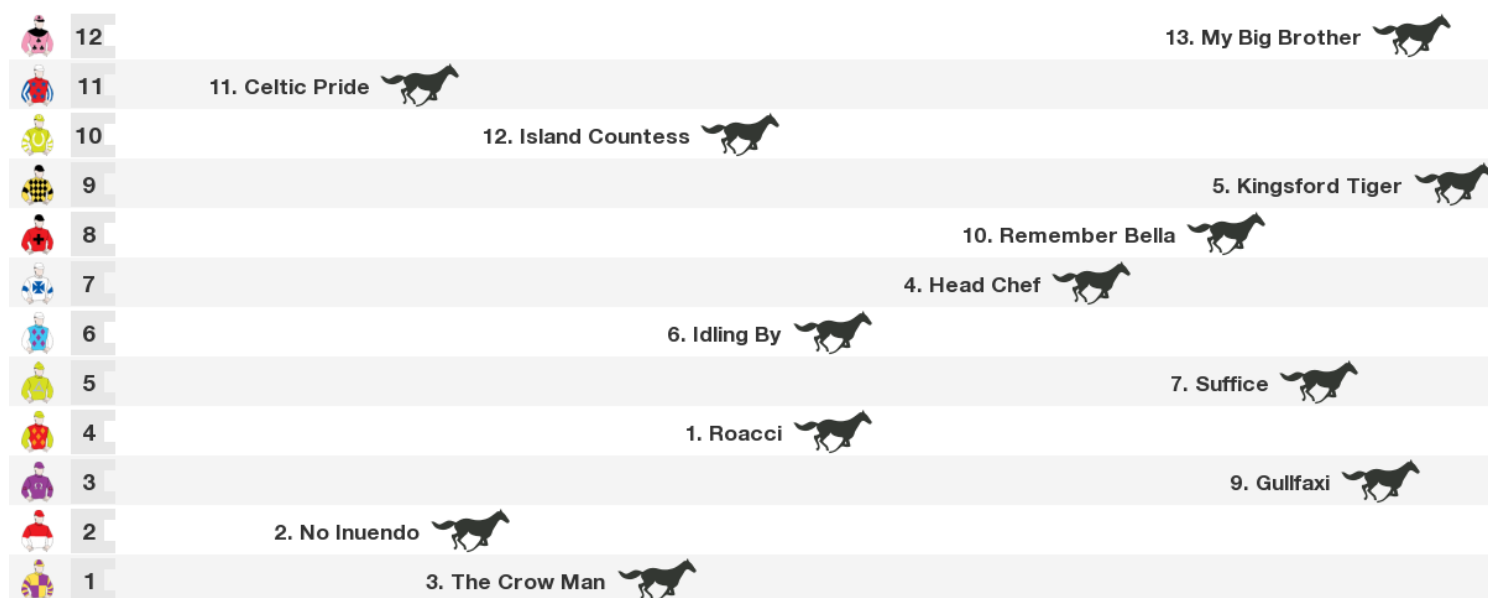 12 13. My Big Brother
11 11. Celtic Pride
10 12. Island Countess
9 5. Kingsford Tiger
8 10. Remember Bella
7 4. Head Chef
6 6. Idling By
5 7. Suffice
4 1. Roacci
3 9. Gullfaxi
2 2. No Inuendo
1 3. The Crow Man